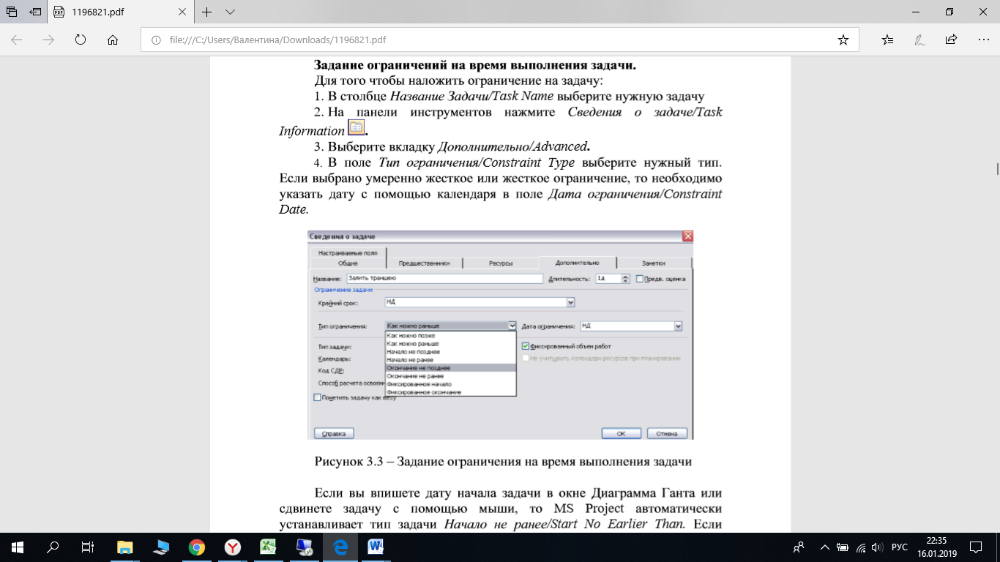 1196821.pdf
file:///C:/Users/Валентина/Downloads/1196821.pdf
Задание ограничений на время выполнения задачи.
Для того чтобы наложить ограничение на задачу:
1. В столбце Название Задачи/Task Name выберите нужную задачу
2. На панели инструментов нажмите Сведения о задаче/Task
Information .
3. Выберите вкладку Дополнительно/Advanced.
4. В поле Тип ограничения/Constraint Type выберите нужный тип.
Если выбрано умеренно жесткое или жесткое ограничение, то необходимо
указать дату с помощью календаря в поле Дата ограничения/Constraint
Date.
Сведения о задаче
Настраиваемые поля
Общие Предшественники Ресурсы Дополнительно Заметки
Название: Залить траншею Длительность: 1д Предв. оценка
Ограничение задачи
Крайний срок: НД
Тип ограничения: Как можно раньше Дата ограничения: НД
Как можно позже
Тип задачи: Как можно раньше Фиксированный объем работ
Начало не позднее
Календарь: Начало не ранее Не учитывать календари ресурсов при планировании
Код СДР: Окончание не позднее
Окончание не ранее
Способ расчета освоен Фиксированное начало
Фиксированное окончание
Пометить задачу как веху
Справка ОК Отмена
Рисунок 3.3 – Задание ограничения на время выполнения задачи
Если вы впишете дату начала задачи в окне Диаграмма Ганта или
сдвинете задачу с помощью мыши, то MS Project автоматически
устанавливает тип задачи Начало не ранее/Start No Earlier Than. Если
РУС
22:35
16.01.2019